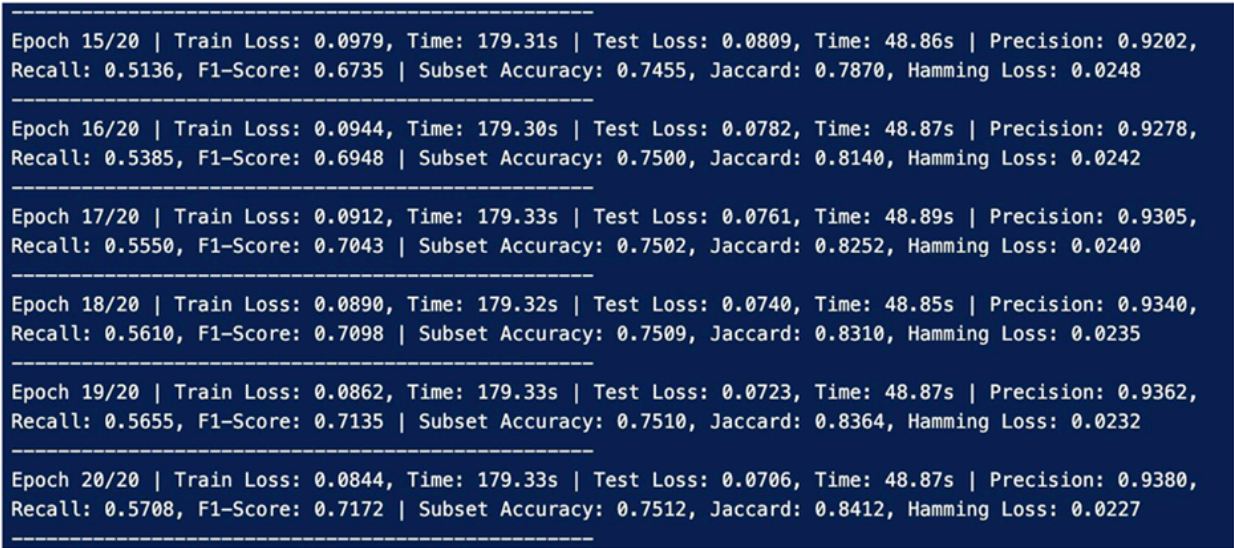 --------------------------------------------------
Epoch 15/20 | Train Loss: 0.0979, Time: 179.31s | Test Loss: 0.0809, Time: 48.86s | Precision: 0.9202,
Recall: 0.5136, F1-Score: 0.6735 | Subset Accuracy: 0.7455, Jaccard: 0.7870, Hamming Loss: 0.0248
--------------------------------------------------
Epoch 16/20 | Train Loss: 0.0944, Time: 179.30s | Test Loss: 0.0782, Time: 48.87s | Precision: 0.9278,
Recall: 0.5385, F1-Score: 0.6948 | Subset Accuracy: 0.7500, Jaccard: 0.8140, Hamming Loss: 0.0242
--------------------------------------------------
Epoch 17/20 | Train Loss: 0.0912, Time: 179.33s | Test Loss: 0.0761, Time: 48.89s | Precision: 0.9305,
Recall: 0.5550, F1-Score: 0.7043 | Subset Accuracy: 0.7502, Jaccard: 0.8252, Hamming Loss: 0.0240
--------------------------------------------------
Epoch 18/20 | Train Loss: 0.0890, Time: 179.32s | Test Loss: 0.0740, Time: 48.85s | Precision: 0.9340,
Recall: 0.5610, F1-Score: 0.7098 | Subset Accuracy: 0.7509, Jaccard: 0.8310, Hamming Loss: 0.0235
--------------------------------------------------
Epoch 19/20 | Train Loss: 0.0862, Time: 179.33s | Test Loss: 0.0723, Time: 48.87s | Precision: 0.9362,
Recall: 0.5655, F1-Score: 0.7135 | Subset Accuracy: 0.7510, Jaccard: 0.8364, Hamming Loss: 0.0232
--------------------------------------------------
Epoch 20/20 | Train Loss: 0.0844, Time: 179.33s | Test Loss: 0.0706, Time: 48.87s | Precision: 0.9380,
Recall: 0.5708, F1-Score: 0.7172 | Subset Accuracy: 0.7512, Jaccard: 0.8412, Hamming Loss: 0.0227
--------------------------------------------------